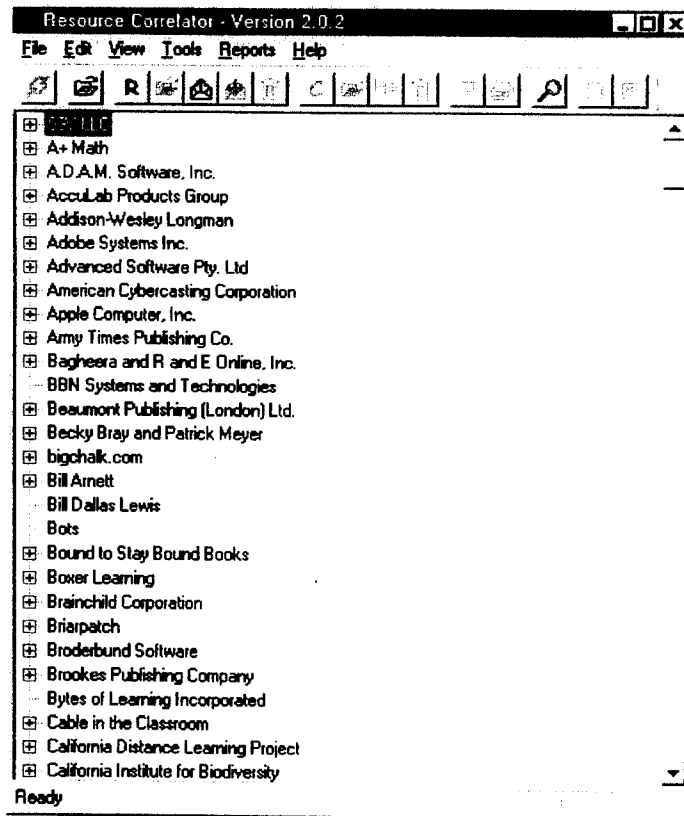 Resource Correlator - Version 2.0.2
File Edit View Tools Reports Help
R C
A+ Math
A.D.A.M. Software, Inc.
AccuLab Products Group
Addison-Wesley Longman
Adobe Systems Inc.
Advanced Software Pty. Ltd
American Cybercasting Corporation
Apple Computer, Inc.
Army Times Publishing Co.
Bagheera and R and E Online, Inc.
BBN Systems and Technologies
Beaumont Publishing (London) Ltd.
Becky Bray and Patrick Meyer
bigchalk.com
Bill Arnett
Bill Dallas Lewis
Bots
Bound to Stay Bound Books
Boxer Learning
Brainchild Corporation
Briarpatch
Broderbund Software
Brookes Publishing Company
Bytes of Learning Incorporated
Cable in the Classroom
California Distance Learning Project
California Institute for Biodiversity
Ready